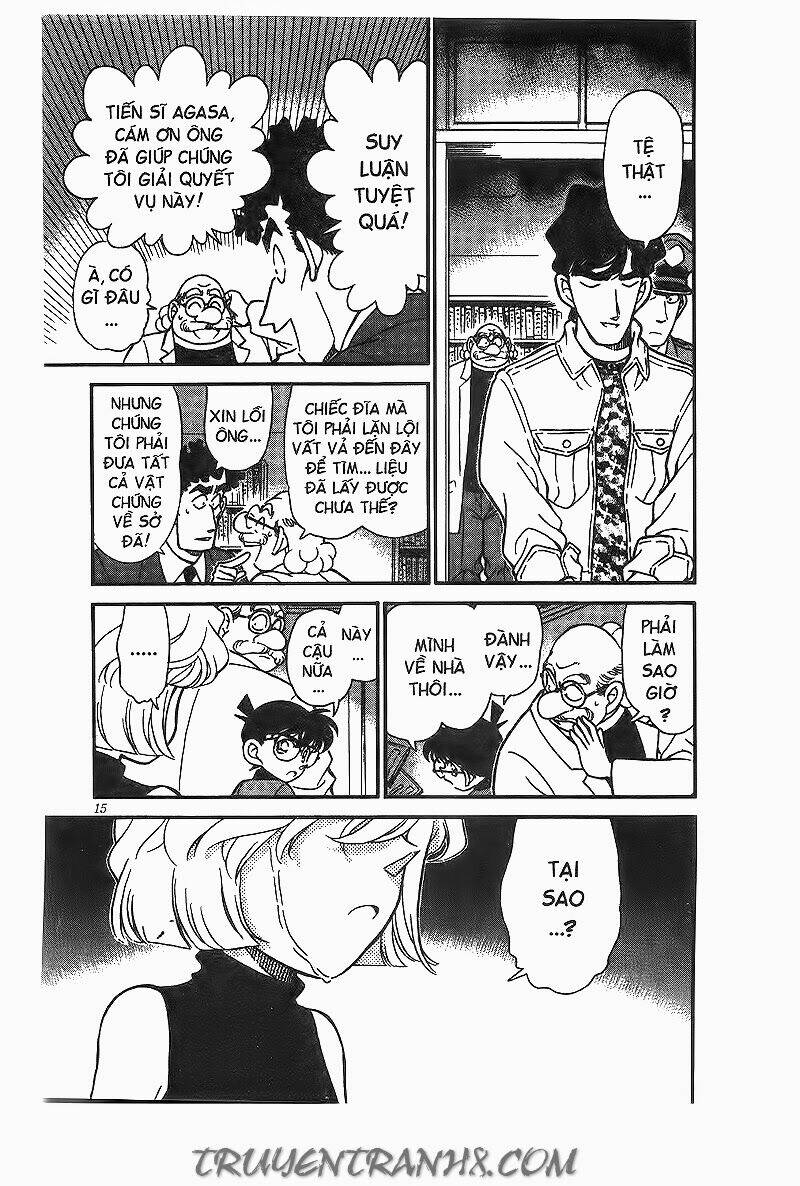 TỆ
THẬT
...
SUY
LUẬN
TUYỆT
QUÁ!
TIẾN SĨ AGASA,
CÁM ƠN ÔNG
ĐÃ GIÚP CHÚNG
TÔI GIẢI QUYẾT
VỤ NÀY!
À, CÓ
GÌ ĐÂU
...
CHIẾC ĐĨA MÀ
TÔI PHẢI LẶN LỘI
VẤT VẢ ĐẾN ĐÂY
ĐỂ TÌM... LIỆU
ĐÃ LẤY ĐƯỢC
CHƯA THẾ?
XIN LỖI
ÔNG...
NHƯNG
CHÚNG
TÔI PHẢI
ĐƯA TẤT
CẢ VẬT
CHỨNG
VỀ SỞ
ĐÃ!
PHẢI
LÀM
SAO
GIỜ
?
ĐÀNH
VẬY...
MÌNH
VỀ NHÀ
THÔI...
NÀY
...
CẢ
CẬU
NỮA
...
.....
15
TẠI
SAO
...?
TRUYENTRANH8.COM